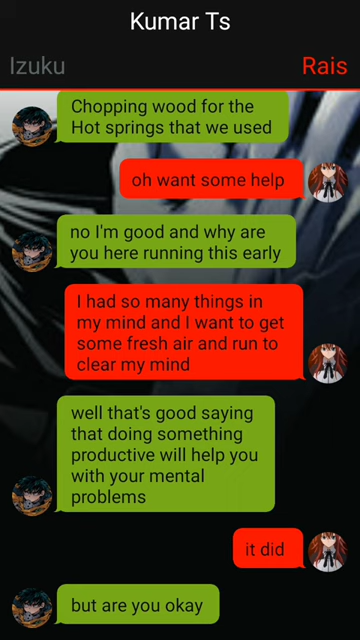 Kumar Ts
Izuku
Rais
Chopping wood for the
Hot springs that we used
oh want some help
no I'm good and why are
you here running this early
I had so many things in
my mind and I want to get
some fresh air and run to
clear my mind
well that's good saying
that doing something
productive will help you
with your mental
problems
it did
but are you okay